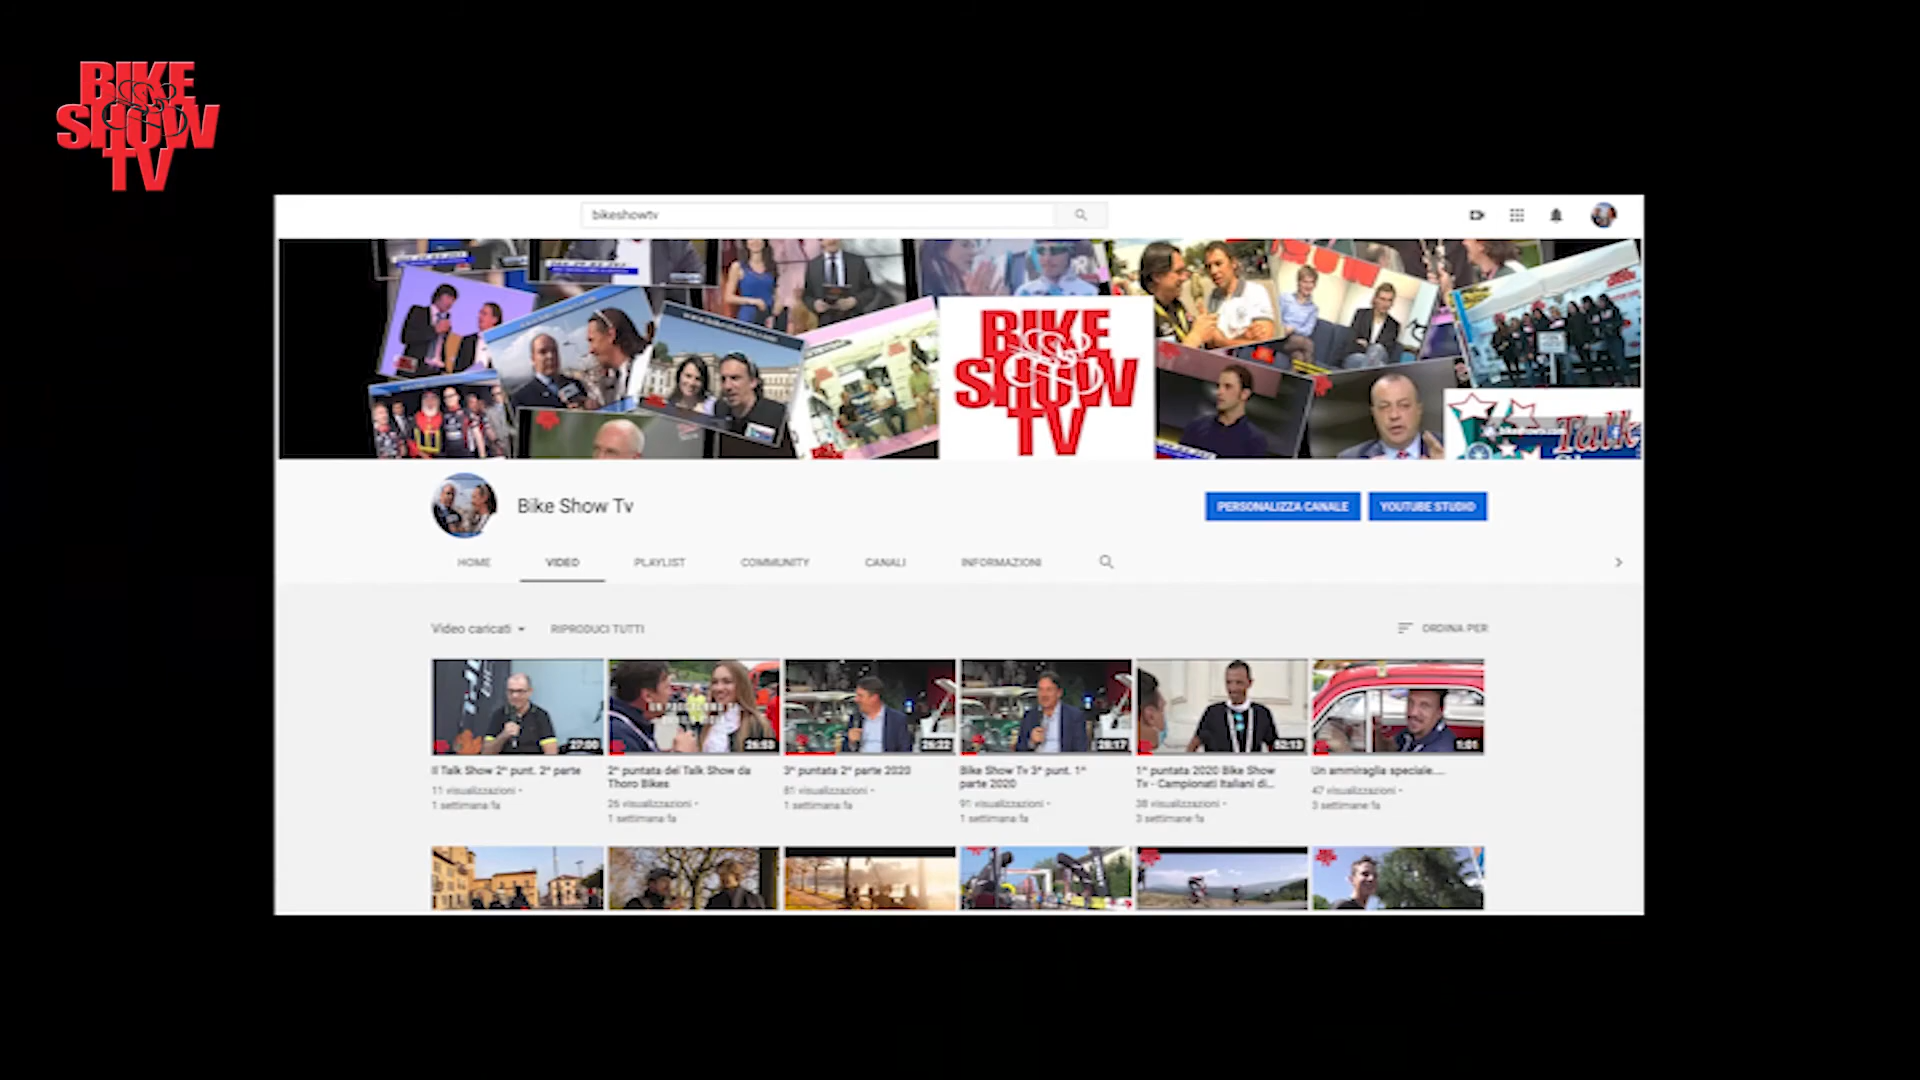 BIKE
SHOW
TV
bikeshowtv
BIKE
SHOW
TV
Talk
Bike Show Tv
PERSONALIZZA CANALE
YOUTUBE STUDIO
HOME
VIDEO
PLAYLIST
COMMUNITY
CANALI
INFORMAZIONI
Video caricati
RIPRODUCI TUTTI
ORDINA PER
27:00
26:53
26:22
28:17
52:13
1:01
Il Talk Show 2ª punt. 2ª parte
11 visualizzazioni •
1 settimana fa
2ª puntata del Talk Show da
Thoro Bikes
26 visualizzazioni •
1 settimana fa
3ª puntata 2ª parte 2020
81 visualizzazioni •
1 settimana fa
Bike Show Tv 3ª punt. 1ª
parte 2020
91 visualizzazioni •
1 settimana fa
1ª puntata 2020 Bike Show
Tv - Campionati Italiani di...
38 visualizzazioni •
3 settimane fa
Un ammiraglia speciale....
47 visualizzazioni •
3 settimane fa